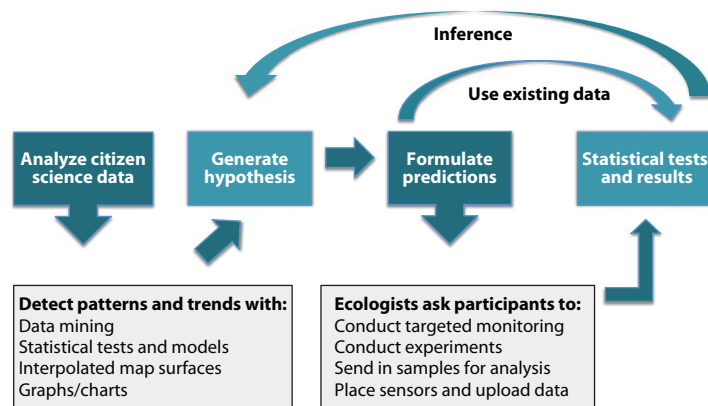 Inference
Use existing data
Analyze citizen
science data
Generate
hypothesis
Formulate
predictions
Statistical tests
and results
Detect patterns and trends with:
Data mining
Statistical tests and models
Interpolated map surfaces
Graphs/charts
Ecologists ask participants to:
Conduct targeted monitoring
Conduct experiments
Send in samples for analysis
Place sensors and upload data